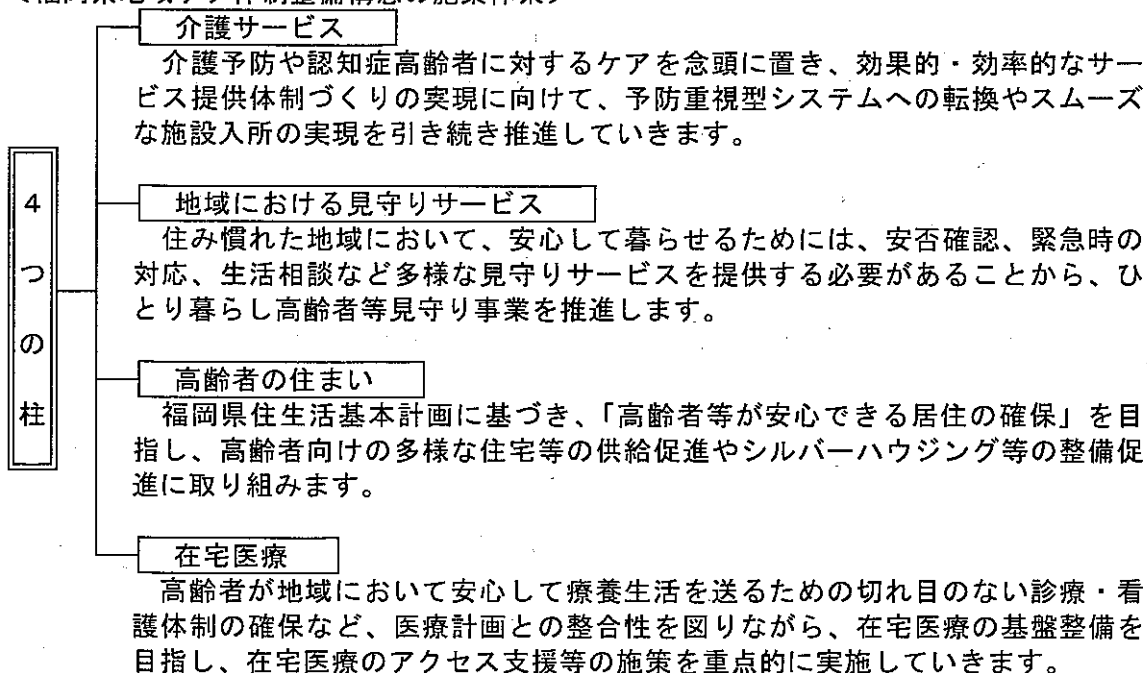 介護サービス
介護予防や認知症高齢者に対するケアを念頭に置き、効果的・効率的なサー
ビス提供体制づくりの実現に向けて、予防重視型システムへの転換やスムーズ
な施設入所の実現を引き続き推進していきます。
4つの柱
地域における見守りサービス
住み慣れた地域において、安心して暮らせるためには、安否確認、緊急時の
対応、生活相談など多様な見守りサービスを提供する必要があることから、ひ
とり暮らし高齢者等見守り事業を推進します。
高齢者の住まい
福岡県住生活基本計画に基づき、「高齢者等が安心できる居住の確保」を目
指し、高齢者向けの多様な住宅等の供給促進やシルバーハウジング等の整備促
進に取り組みます。
在宅医療
高齢者が地域において安心して療養生活を送るための切れ目のない診療・看
護体制の確保など、医療計画との整合性を図りながら、在宅医療の基盤整備を
目指し、在宅医療のアクセス支援等の施策を重点的に実施していきます。